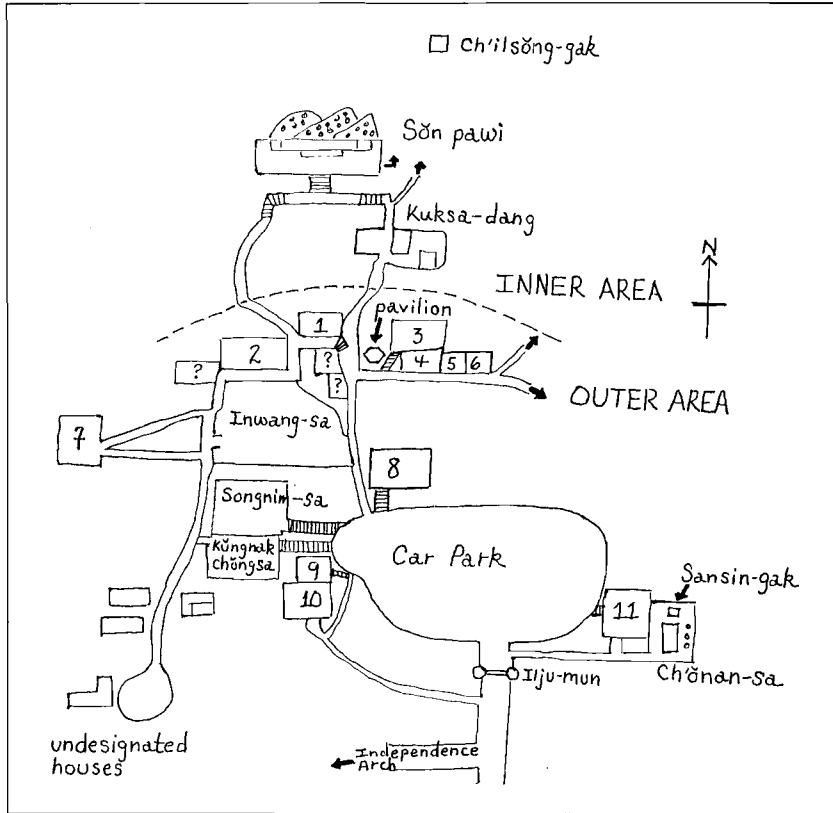 Ch'ilsŏng-gak
Sŏn pawi
Kuksa-dang
N
INNER AREA
pavilion
1
3
2
?
?
4
5
6
?
OUTER AREA
Inwang-sa
7
8
Songnim-sa
Car Park
Kŭngnak
chŏngsa
9
Sansin-gak
10
11
Ilju-mun
Ch'ŏnan-sa
undesignated
houses
Independence
Arch